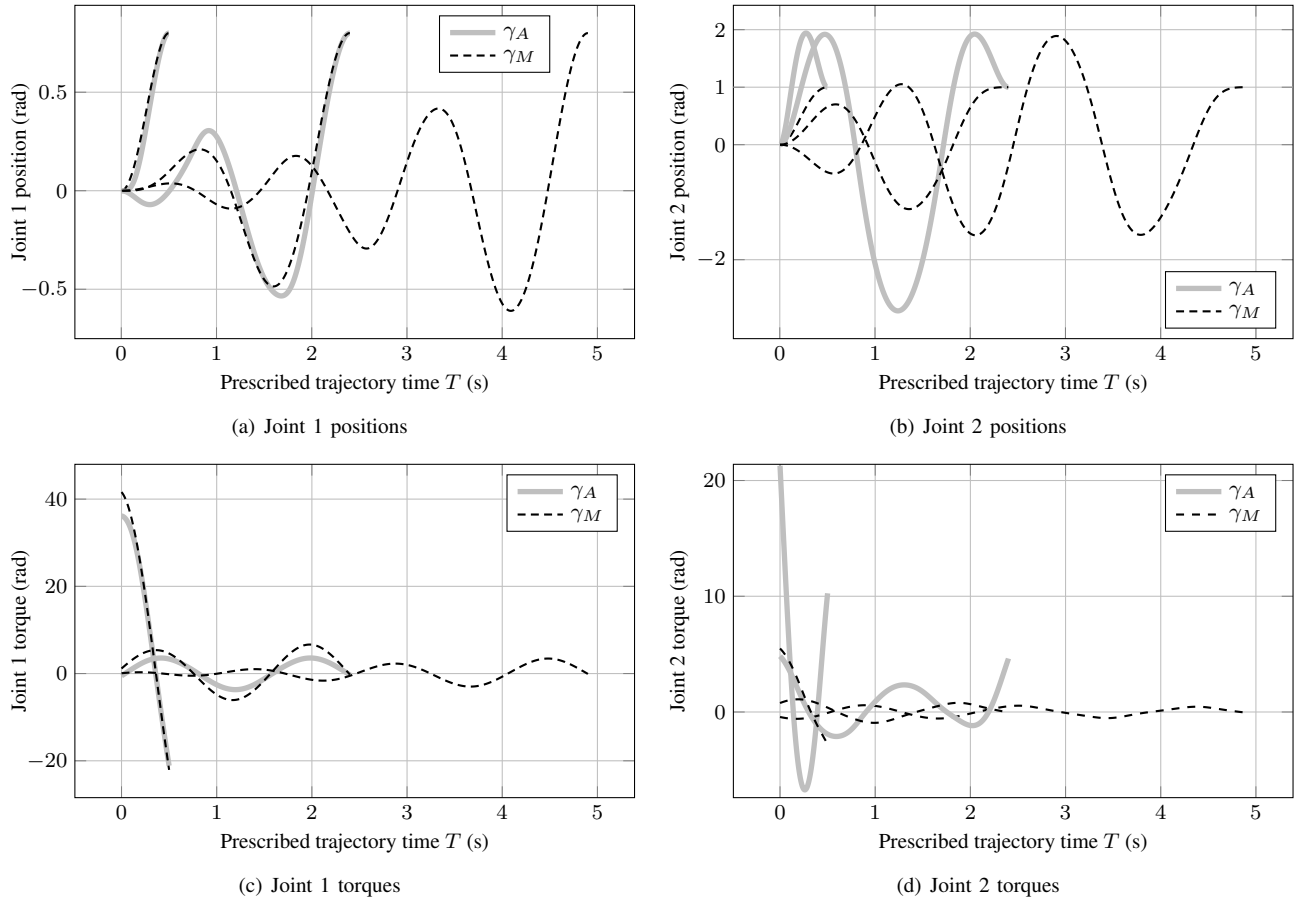 0.5
0
−0.5
Joint 1 position (rad)
γA
γM
0 1 2 3 4 5
Prescribed trajectory time T (s)
(a) Joint 1 positions
2
1
0
−2
Joint 2 position (rad)
γA
γM
0 1 2 3 4 5
Prescribed trajectory time T (s)
(b) Joint 2 positions
40
20
0
−20
Joint 1 torque (rad)
γA
γM
0 1 2 3 4 5
Prescribed trajectory time T (s)
(c) Joint 1 torques
20
10
0
Joint 2 torque (rad)
γA
γM
0 1 2 3 4 5
Prescribed trajectory time T (s)
(d) Joint 2 torques